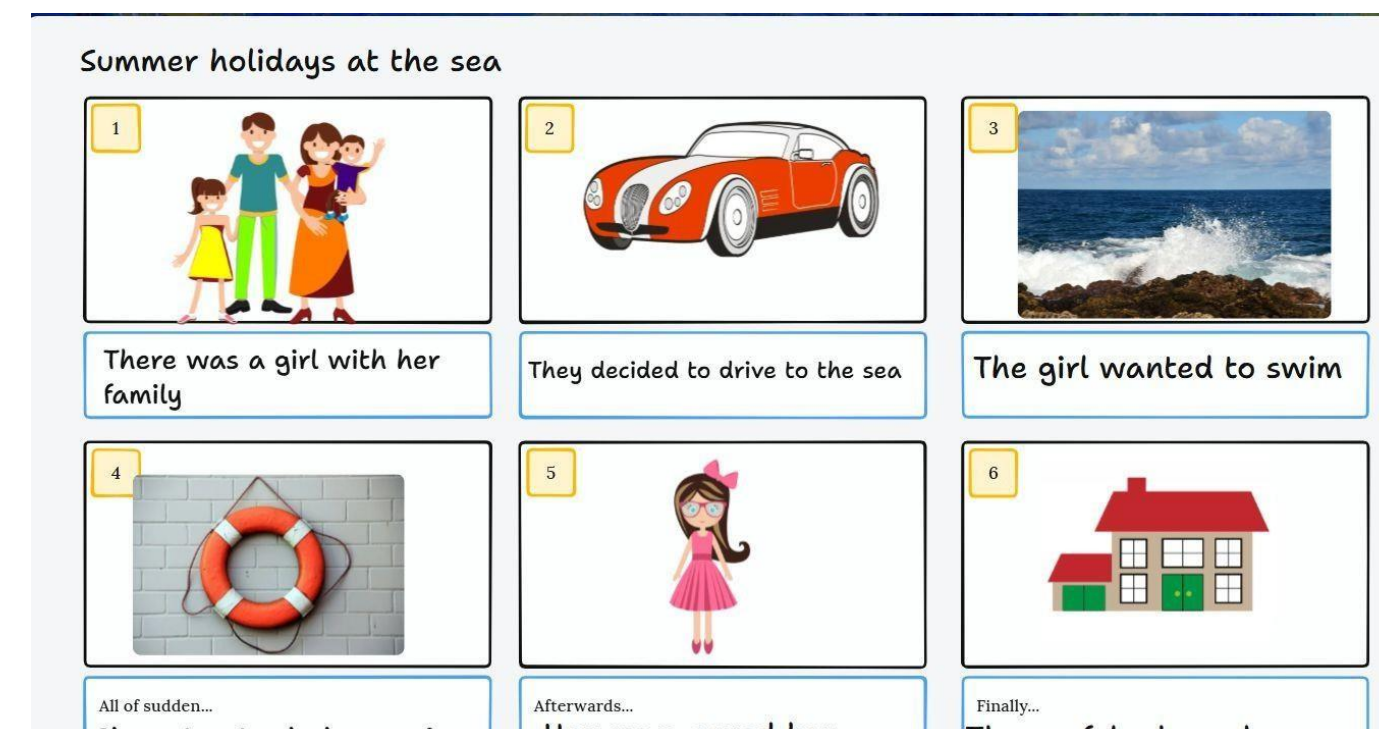 Summer holidays at the sea
1
2
3
There was a girl with her
family
They decided to drive to the sea
The girl wanted to swim
4
5
6
All of sudden...
Afterwards...
Finally...